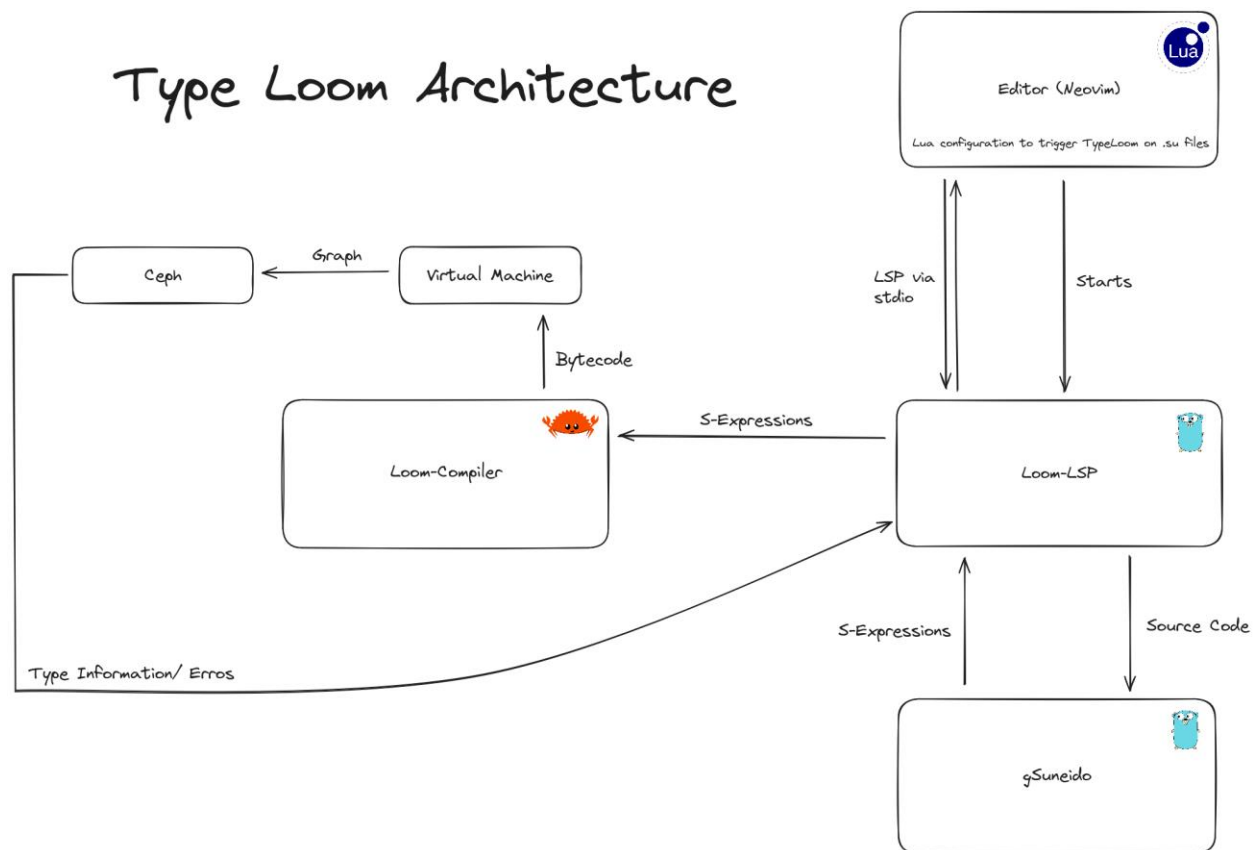 Type Loom Architecture
Lua
Editor (Neovim)
Lua configuration to trigger TypeLoom on .su files
Ceph
Graph
Virtual Machine
LSP via
stdio
Starts
Bytecode
Loom-Compiler
S-Expressions
Loom-LSP
S-Expressions
Source Code
Type Information/ Erros
gSuneido